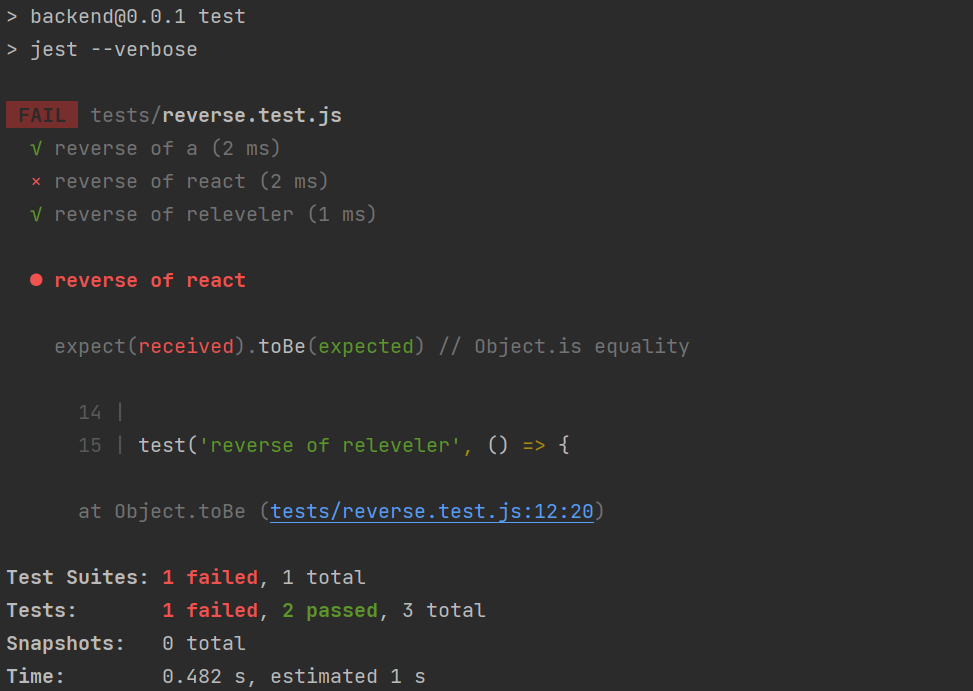 > backend@0.0.1 test
> jest --verbose
FAIL tests/reverse.test.js
√ reverse of a (2 ms)
× reverse of react (2 ms)
√ reverse of releveler (1 ms)
● reverse of react
expect(received).toBe(expected) // Object.is equality
14 |
15 | test('reverse of releveler', () => {
at Object.toBe (tests/reverse.test.js:12:20)
Test Suites: 1 failed, 1 total
Tests: 1 failed, 2 passed, 3 total
Snapshots: 0 total
Time: 0.482 s, estimated 1 s